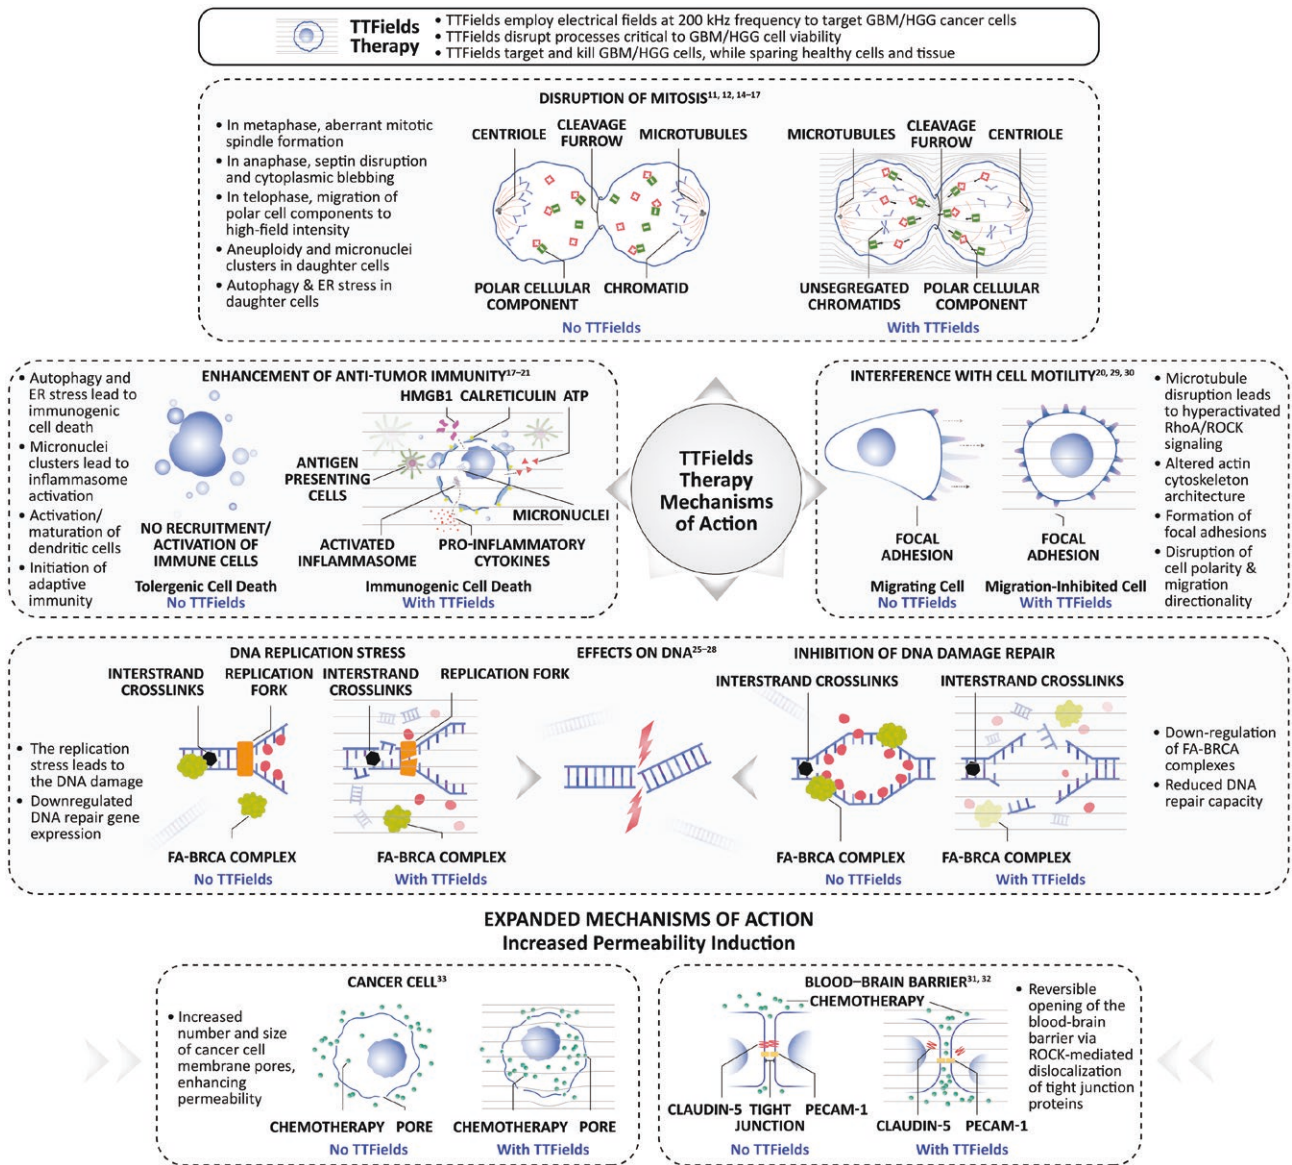 TTFields
Therapy
• TTFields employ electrical fields at 200 kHz frequency to target GBM/HGG cancer cells
• TTFields disrupt processes critical to GBM/HGG cell viability
• TTFields target and kill GBM/HGG cells, while sparing healthy cells and tissue
DISRUPTION OF MITOSIS11, 12, 14–17
• In metaphase, aberrant mitotic
spindle formation
• In anaphase, septin disruption
and cytoplasmic blebbing
• In telophase, migration of
polar cell components to
high-field intensity
• Aneuploidy and micronuclei
clusters in daughter cells
• Autophagy & ER stress in
daughter cells
CENTRIOLE
CLEAVAGE
FURROW
MICROTUBULES
POLAR CELLULAR
COMPONENT
CHROMATID
No TTFields
MICROTUBULES
CLEAVAGE
FURROW
CENTRIOLE
UNSEGREGATED
CHROMATIDS
POLAR CELLULAR
COMPONENT
With TTFields
ENHANCEMENT OF ANTI-TUMOR IMMUNITY17–21
• Autophagy and
ER stress lead to
immunogenic
cell death
• Micronuclei
clusters lead to
inflammasome
activation
• Activation/
maturation of
dendritic cells
• Initiation of
adaptive
immunity
NO RECRUITMENT/
ACTIVATION OF
IMMUNE CELLS
Tolergenic Cell Death
No TTFields
HMGB1 CALRETICULIN ATP
ANTIGEN
PRESENTING
CELLS
MICRONUCLEI
ACTIVATED
INFLAMMASOME
PRO-INFLAMMATORY
CYTOKINES
Immunogenic Cell Death
With TTFields
TTFields
Therapy
Mechanisms
of Action
INTERFERENCE WITH CELL MOTILITY20, 29, 30
FOCAL
ADHESION
Migrating Cell
No TTFields
FOCAL
ADHESION
Migration-Inhibited Cell
With TTFields
• Microtubule
disruption leads
to hyperactivated
RhoA/ROCK
signaling
• Altered actin
cytoskeleton
architecture
• Formation of
focal adhesions
• Disruption of
cell polarity &
migration
directionality
DNA REPLICATION STRESS
EFFECTS ON DNA25–28
INHIBITION OF DNA DAMAGE REPAIR
• The replication
stress leads to
the DNA damage
• Downregulated
DNA repair gene
expression
INTERSTRAND
CROSSLINKS
REPLICATION
FORK
FA-BRCA COMPLEX
No TTFields
INTERSTRAND
CROSSLINKS
REPLICATION FORK
FA-BRCA COMPLEX
With TTFields
INTERSTRAND CROSSLINKS
FA-BRCA COMPLEX
No TTFields
INTERSTRAND CROSSLINKS
FA-BRCA COMPLEX
With TTFields
• Down-regulation
of FA-BRCA
complexes
• Reduced DNA
repair capacity
EXPANDED MECHANISMS OF ACTION
Increased Permeability Induction
CANCER CELL33
• Increased
number and size
of cancer cell
membrane pores,
enhancing
permeability
CHEMOTHERAPY PORE
No TTFields
CHEMOTHERAPY PORE
With TTFields
BLOOD–BRAIN BARRIER31, 32
CHEMOTHERAPY
CLAUDIN-5 TIGHT
JUNCTION
PECAM-1
No TTFields
CLAUDIN-5 PECAM-1
With TTFields
• Reversible
opening of the
blood-brain
barrier via
ROCK-mediated
dislocalization
of tight junction
proteins